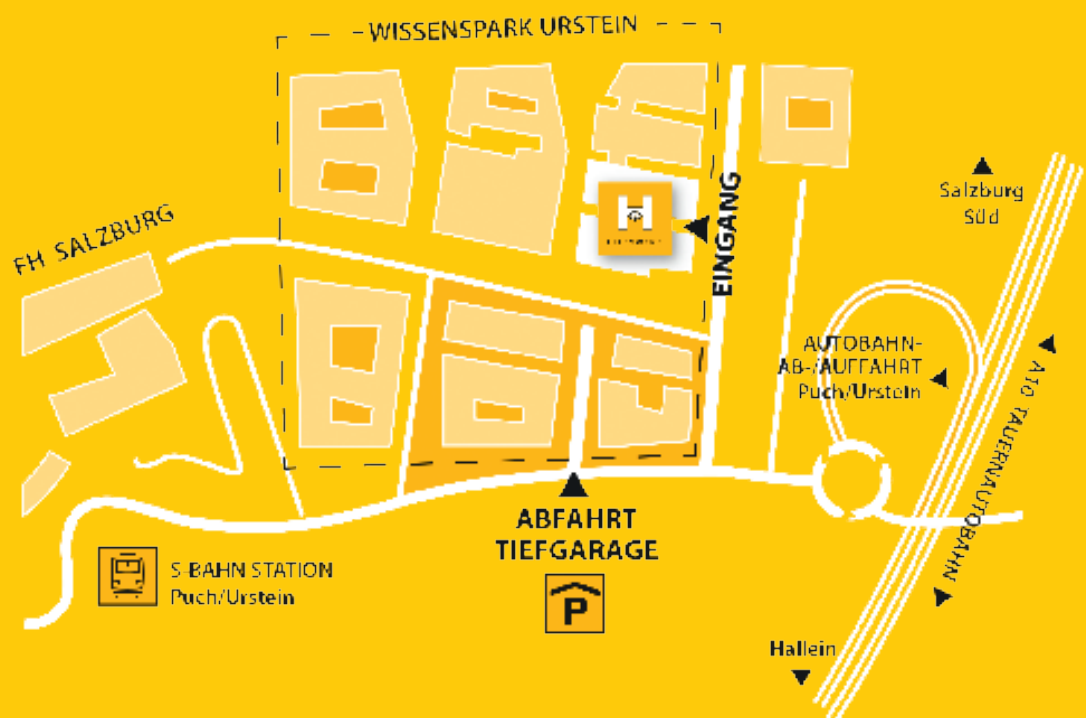 WISSENSPARK URSTEIN
FH SALZBURG
H
EINGANG
Salzburg
Süd
AUTOBAHN-
AB-/AUFFAHRT
Puch/Urstein
A10 TAUERNAUTOBAHN
ABFAHRT
TIEFGARAGE
P
S-BAHN STATION
Puch/Urstein
Hallein